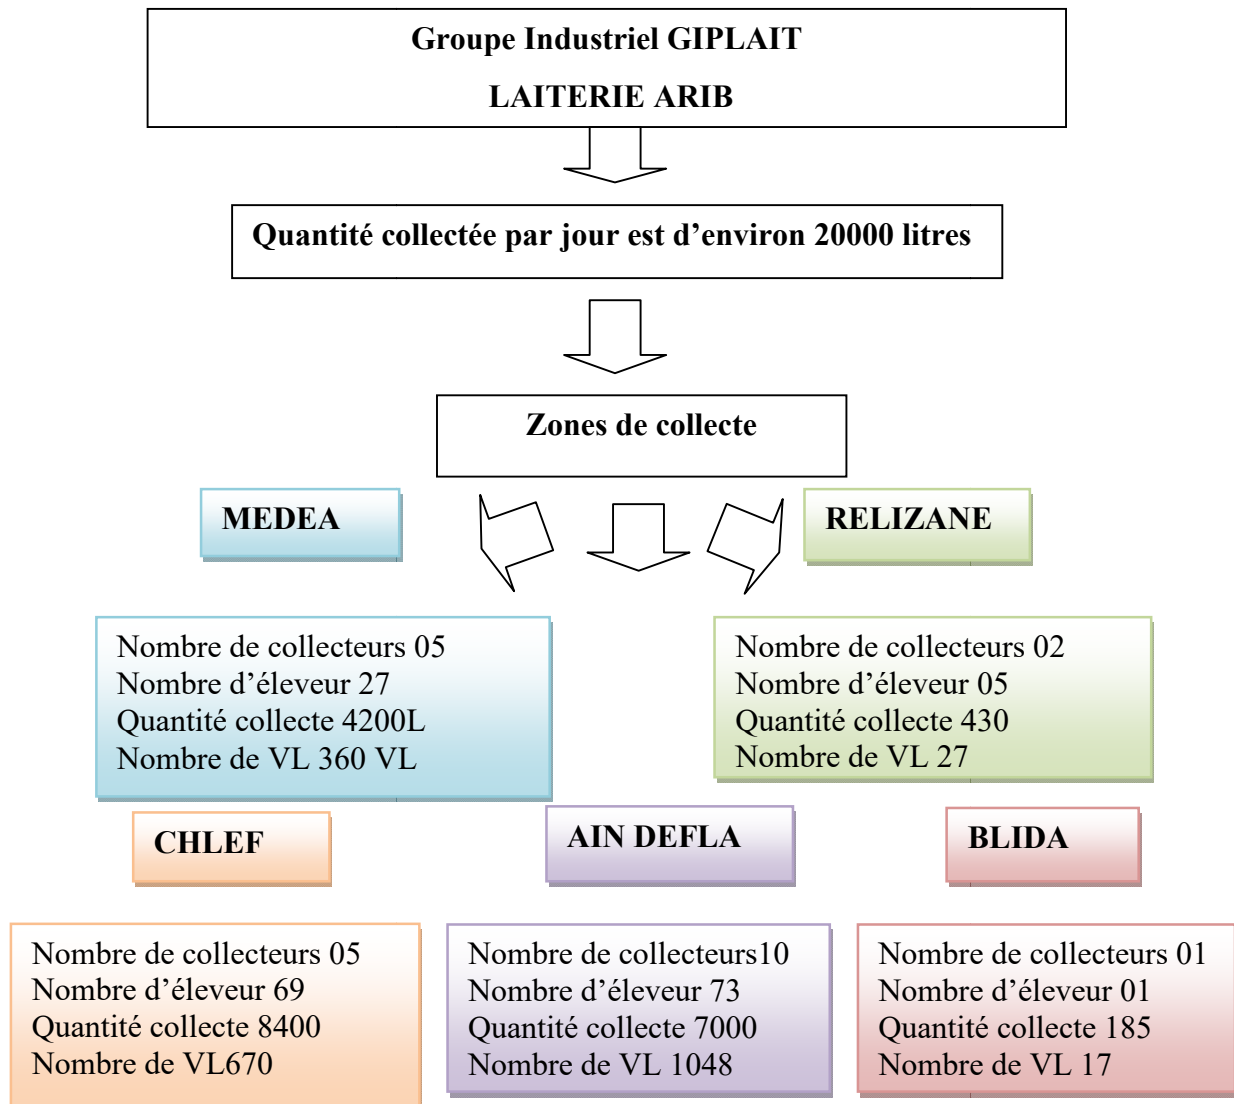 Groupe Industriel GIPLAIT
LAITERIE ARIB
Quantité collectée par jour est d’environ 20000 litres
Zones de collecte
MEDEA
Nombre de collecteurs 05
Nombre d’éleveur 27
Quantité collecte 4200L
Nombre de VL 360 VL
RELIZANE
Nombre de collecteurs 02
Nombre d’éleveur 05
Quantité collecte 430
Nombre de VL 27
CHLEF
Nombre de collecteurs 05
Nombre d’éleveur 69
Quantité collecte 8400
Nombre de VL670
AIN DEFLA
Nombre de collecteurs10
Nombre d’éleveur 73
Quantité collecte 7000
Nombre de VL 1048
BLIDA
Nombre de collecteurs 01
Nombre d’éleveur 01
Quantité collecte 185
Nombre de VL 17